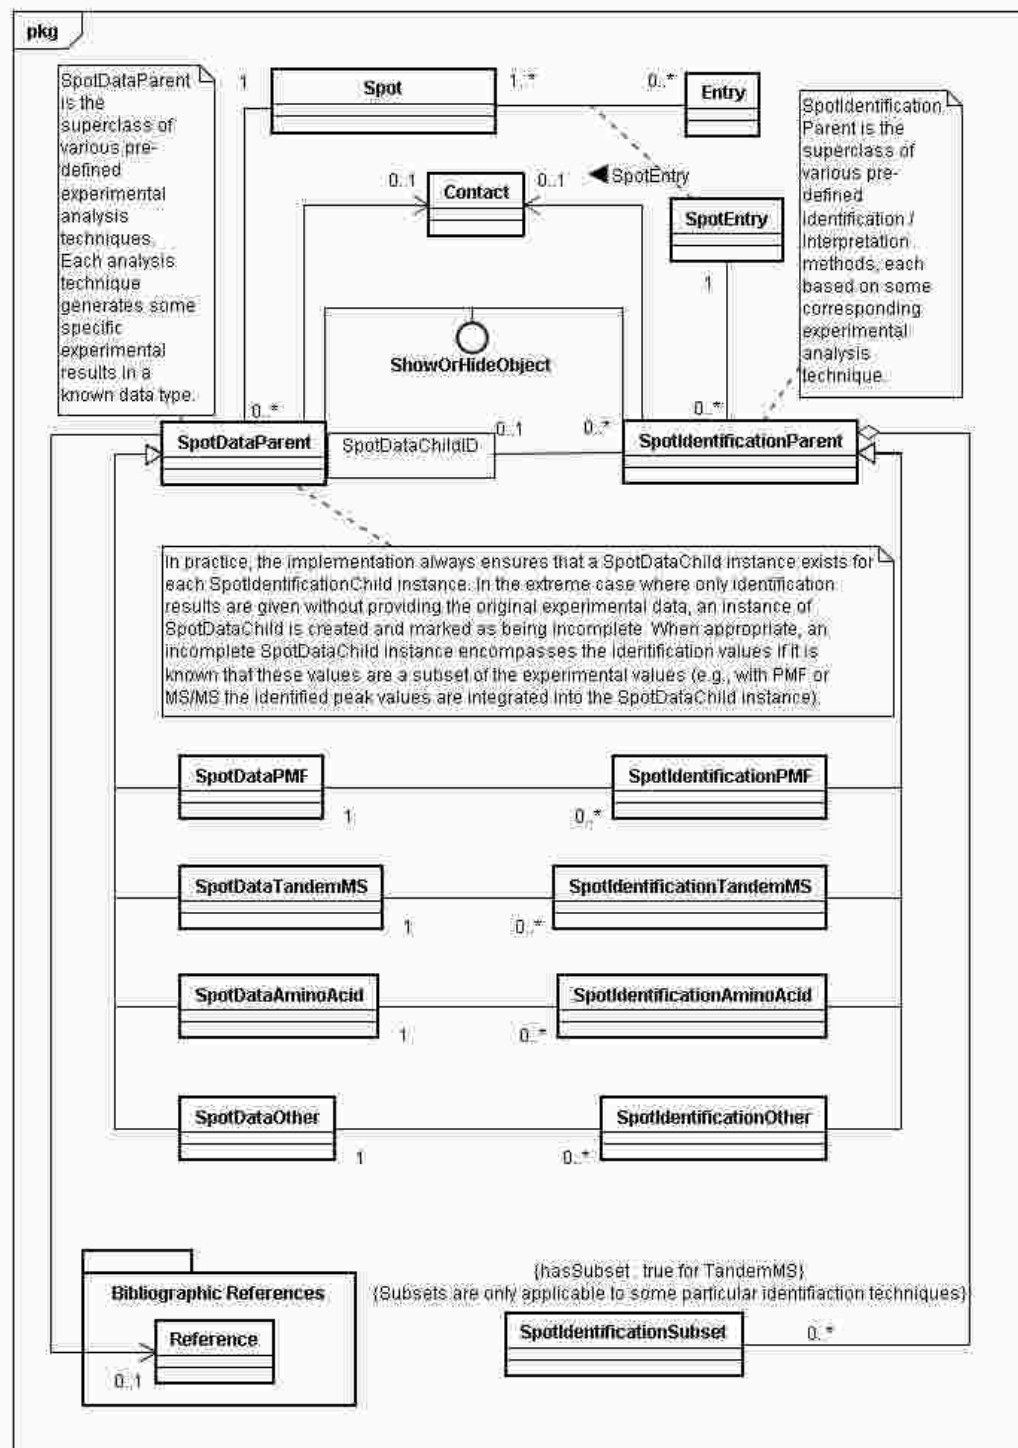 pkg
SpotDataParent
is the
superclass of
various pre-
defined
experimental
analysis
techniques.
Each analysis
technique
generates some
specific
experimental
results in a
known data type.
1
Spot
1..*
0..*
Entry
SpotIdentification
Parent is the
superclass of
various pre-
defined
Identification /
Interpretation
methods, each
based on some
corresponding
experimental
analysis
technique.
0..1
Contact
0..1
SpotEntry
SpotEntry
1
ShowOrHideObject
0..*
SpotDataParent
SpotDataChildID
0..1
0..*
0..*
SpotIdentificationParent
In practice, the implementation always ensures that a SpotDataChild instance exists for
each SpotIdentificationChild instance. In the extreme case where only identification
results are given without providing the original experimental data, an instance of
SpotDataChild is created and marked as being incomplete. When appropriate, an
incomplete SpotDataChild instance encompasses the identification values if it is
known that these values are a subset of the experimental values (e.g., with PMF or
MS/MS the identified peak values are integrated into the SpotDataChild instance).
SpotDataPMF
SpotIdentificationPMF
1
0..*
SpotDataTandemMS
SpotIdentificationTandemMS
1
0..*
SpotDataAminoAcid
SpotIdentificationAminoAcid
1
0..*
SpotDataOther
SpotIdentificationOther
1
0..*
Bibliographic References
Reference
0..1
{hasSubset : true for TandemMS}
{Subsets are only applicable to some particular identifiaction techniques}
SpotIdentificationSubset
0..*